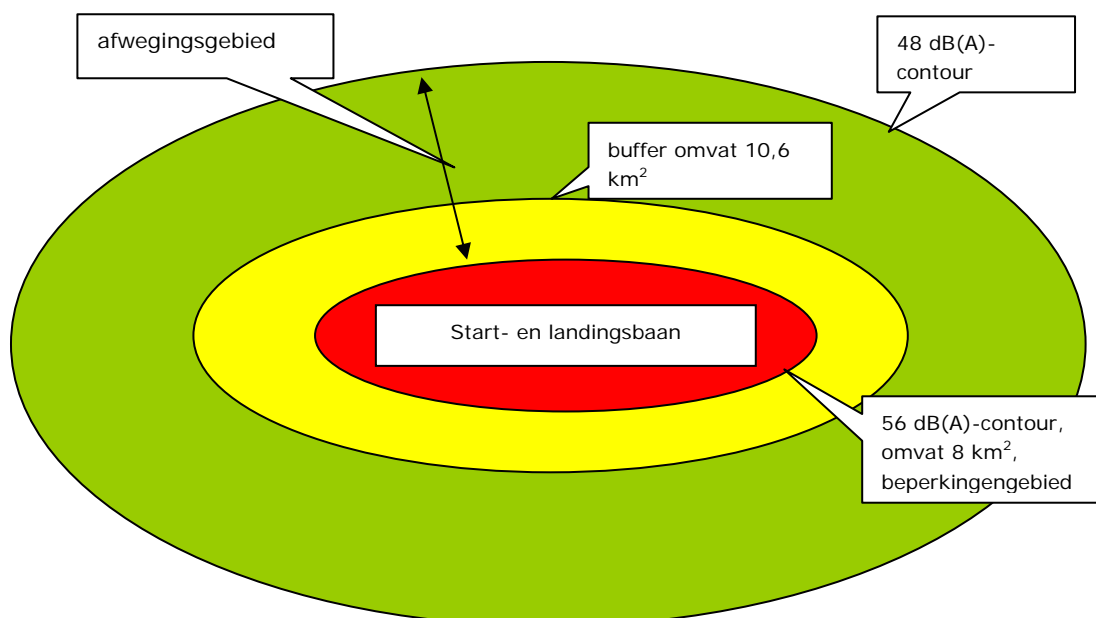 afwegingsgebied
48 dB(A)-
contour
buffer omvat 10,6
km²
Start- en landingsbaan
56 dB(A)-contour,
omvat 8 km²,
beperkingengebied